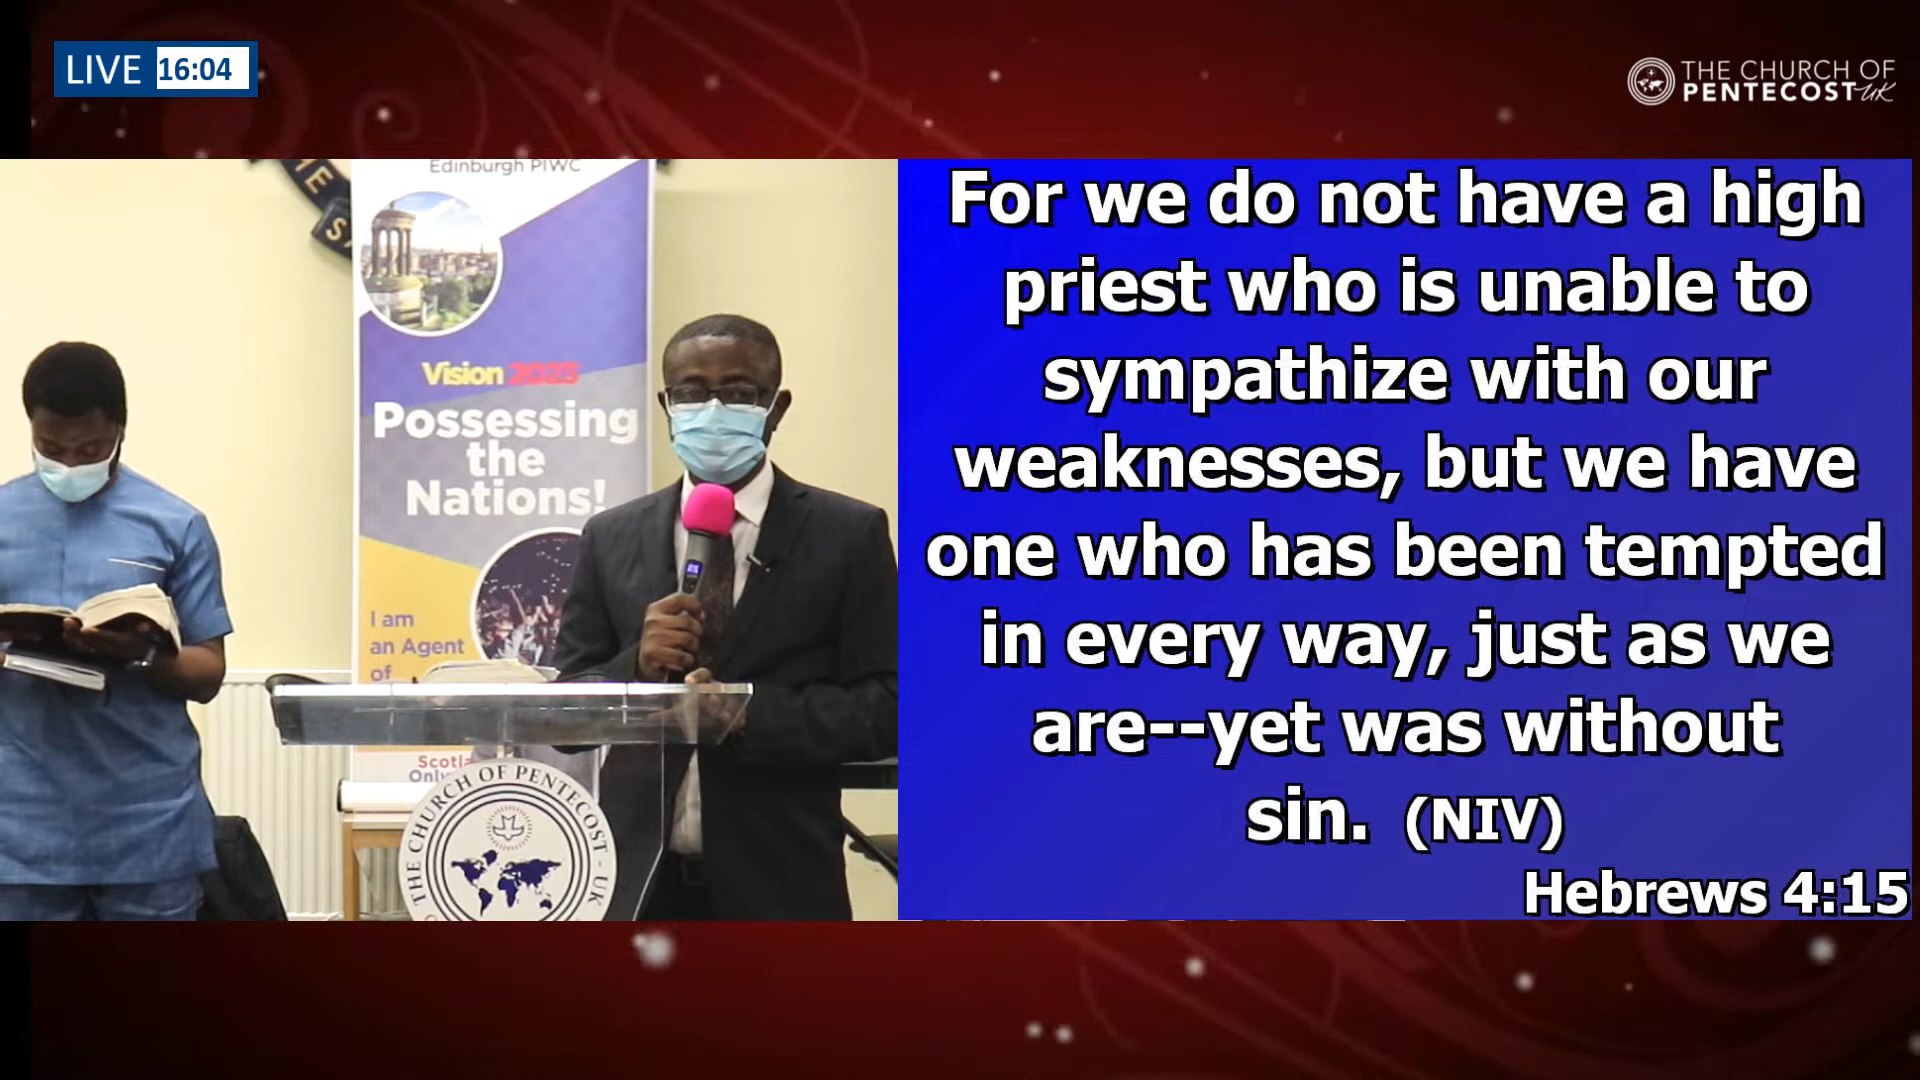 LIVE 16:04
THE CHURCH OF
PENTECOST UK
Edinburgh PIWC
Vision 2023
Possessing
the
Nations!
I am
an Agent
of
THE CHURCH OF PENTECOST - UK
For we do not have a high
priest who is unable to
sympathize with our
weaknesses, but we have
one who has been tempted
in every way, just as we
are--yet was without
sin. (NIV)
Hebrews 4:15